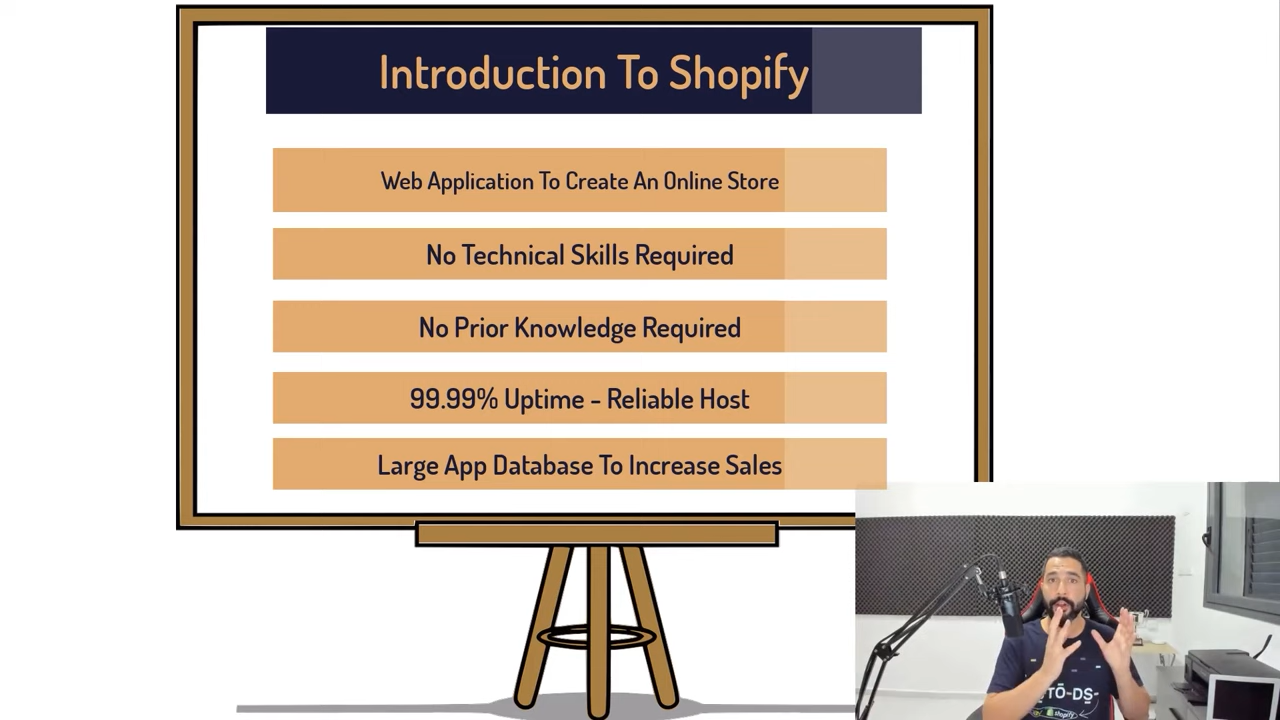 Introduction To Shopify
Web Application To Create An Online Store
No Technical Skills Required
No Prior Knowledge Required
99.99% Uptime - Reliable Host
Large App Database To Increase Sales
shopify